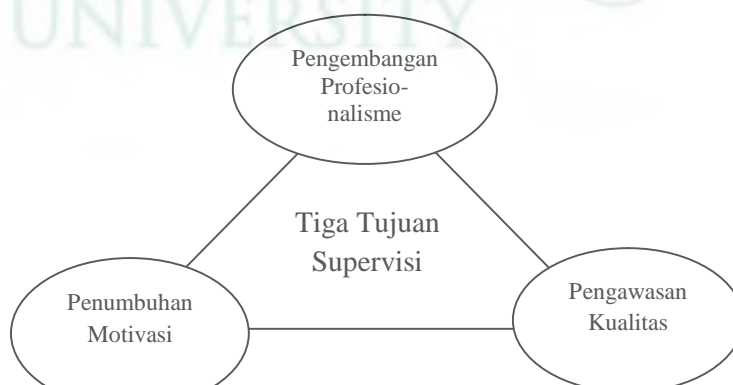 UNIVERSITY
Pengembangan
Profesio-
nalisme
Tiga Tujuan
Supervisi
Penumbuhan
Motivasi
Pengawasan
Kualitas